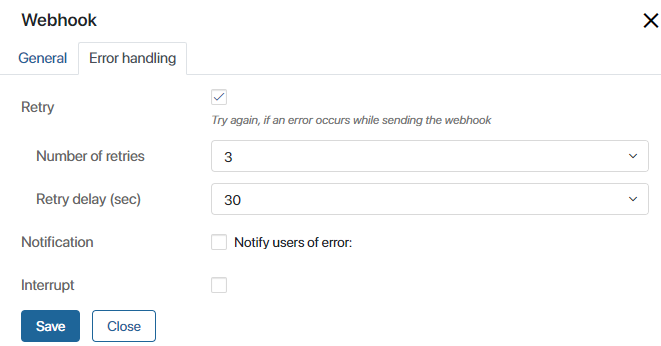 Webhook
General Error handling
Retry
Try again, if an error occurs while sending the webhook
Number of retries 3
Retry delay (sec) 30
Notification Notify users of error:
Interrupt
Save Close